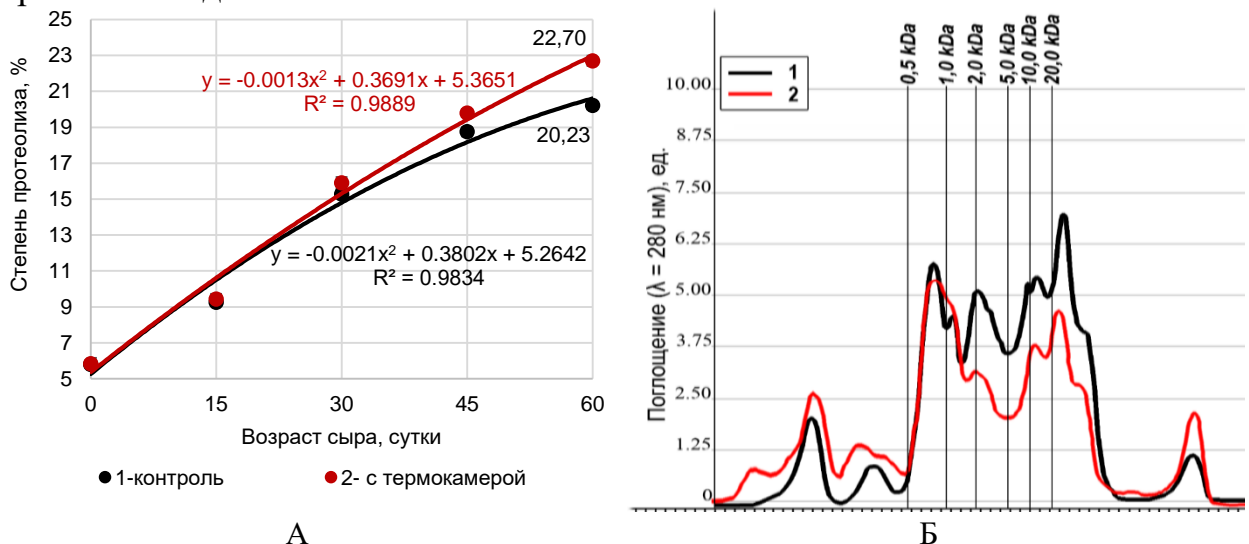 Степень протеолиза, %
25
23
21
19
17
15
13
11
9
7
5
22,70
y = -0.0013x² + 0.3691x + 5.3651
R² = 0.9889
20,23
y = -0.0021x² + 0.3802x + 5.2642
R² = 0.9834
0 15 30 45 60
Возраст сыра, сутки
1-контроль 2- с термокамерой
А
0,5 kDa
1,0 kDa
2,0 kDa
5,0 kDa
10,0 kDa
20,0 kDa
1
2
Поглощение (λ = 280 нм), ед.
10.00
8.75
7.50
6.25
5.00
3.75
2.50
1.25
0
Б